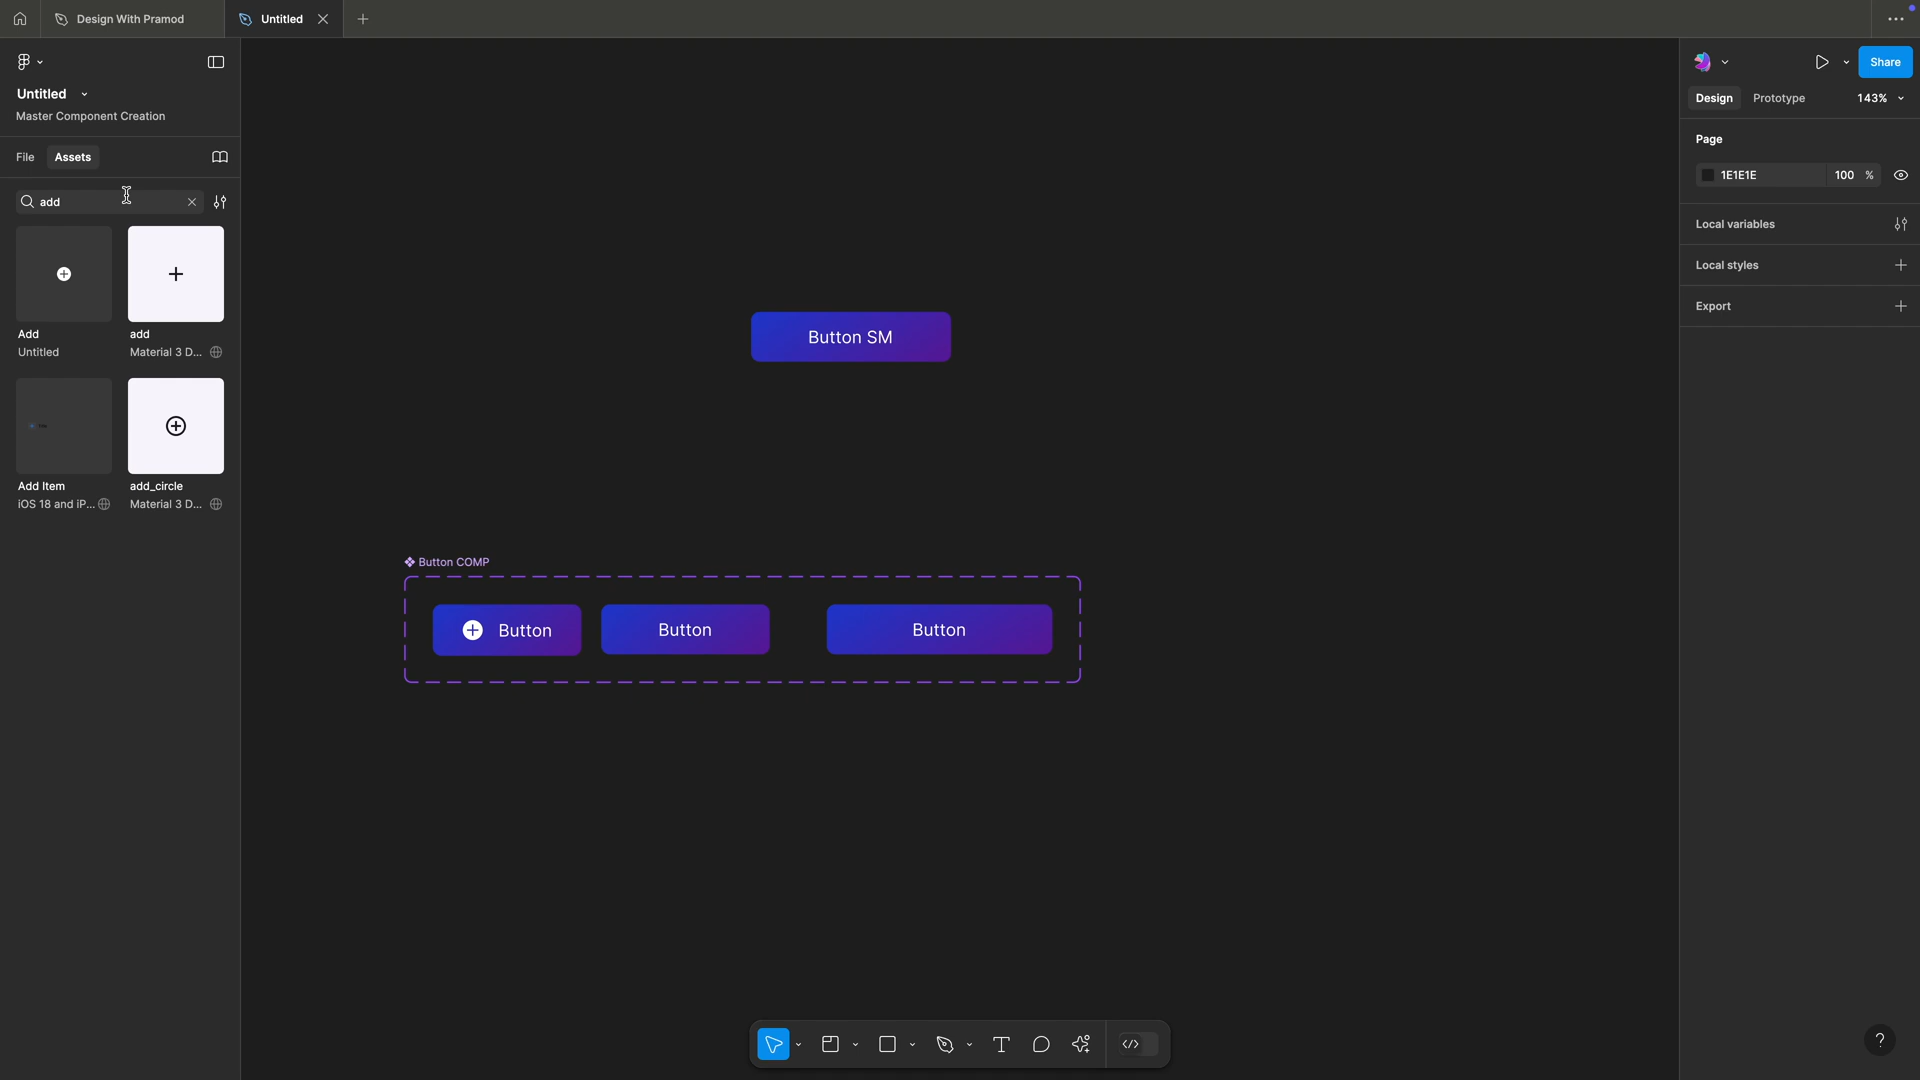 Design With Pramod
Untitled
Untitled
Master Component Creation
File
Assets
add
Add
Untitled
add
Material 3 D...
Add Item
iOS 18 and iP...
add_circle
Material 3 D...
Button SM
Button COMP
Button
Button
Button
Share
Design
Prototype
143%
Page
1E1E1E
100
%
Local variables
Local styles
Export
?